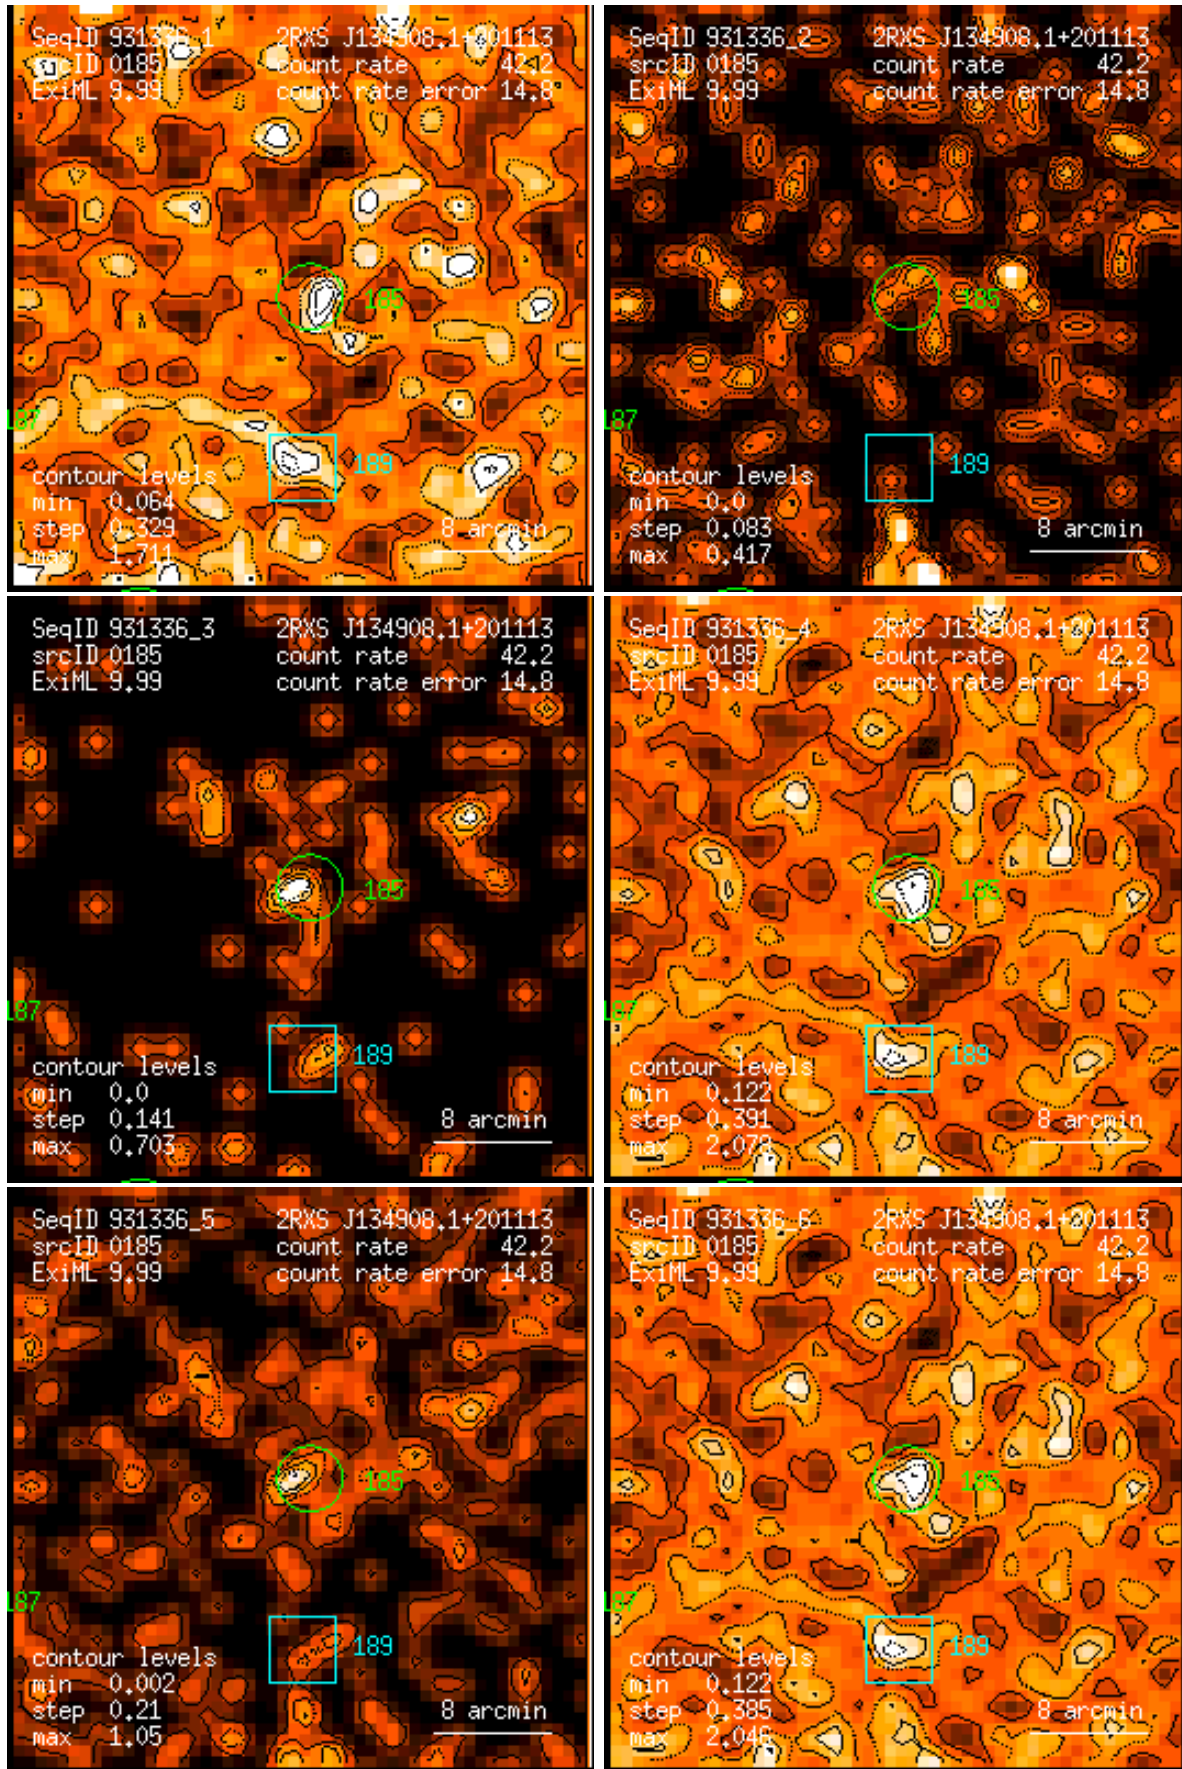 SeqID 931336_1 2RXS J134908.1+201113
srcID 0185 count rate 42.2
ExiML 9.99 count rate error 14.8
185
187
189
contour levels
min 0.064
step 0.329 8 arcmin
max 1.711
SeqID 931336_2 2RXS J134908.1+201113
srcID 0185 count rate 42.2
ExiML 9.99 count rate error 14.8
185
187
189
contour levels
min 0.0
step 0.083 8 arcmin
max 0.417
SeqID 931336_3 2RXS J134908.1+201113
srcID 0185 count rate 42.2
ExiML 9.99 count rate error 14.8
185
187
189
contour levels
min 0.0
step 0.141 8 arcmin
max 0.703
SeqID 931336_4 2RXS J134908.1+201113
srcID 0185 count rate 42.2
ExiML 9.99 count rate error 14.8
185
187
189
contour levels
min 0.122
step 0.391 8 arcmin
max 2.078
SeqID 931336_5 2RXS J134908.1+201113
srcID 0185 count rate 42.2
ExiML 9.99 count rate error 14.8
185
187
189
contour levels
min 0.002
step 0.21 8 arcmin
max 1.05
SeqID 931336_6 2RXS J134908.1+201113
srcID 0185 count rate 42.2
ExiML 9.99 count rate error 14.8
185
187
189
contour levels
min 0.122
step 0.385 8 arcmin
max 2.046